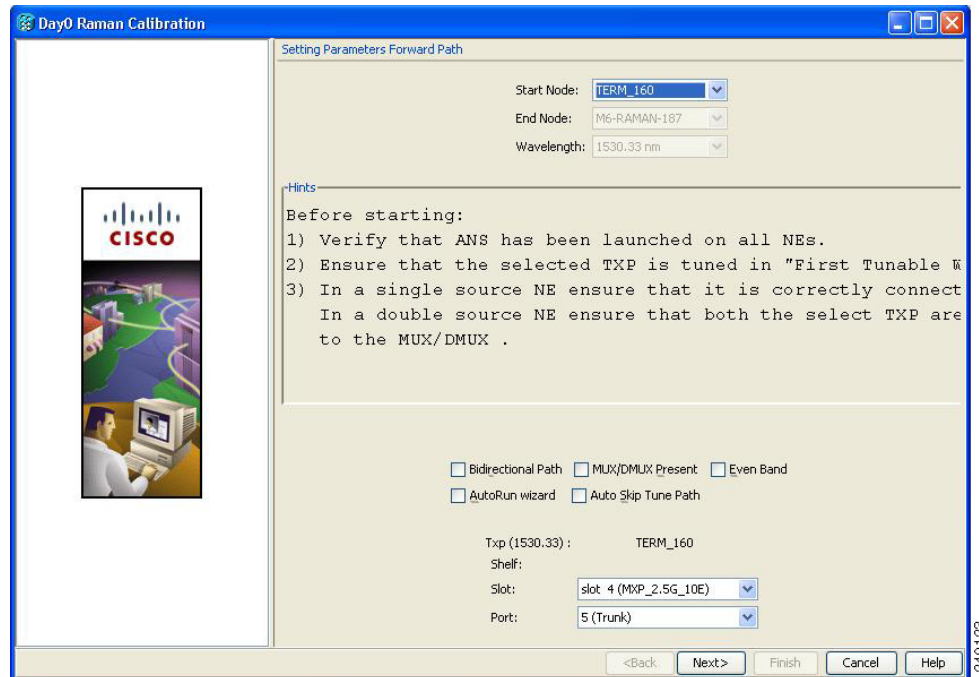 Day0 Raman Calibration
Setting Parameters Forward Path
Start Node: TERM_160
End Node: M6-RAMAN-187
Wavelength: 1530.33 nm
Hints
Before starting:
1) Verify that ANS has been launched on all NEs.
2) Ensure that the selected TXP is tuned in "First Tunable W
3) In a single source NE ensure that it is correctly connect
In a double source NE ensure that both the select TXP are
to the MUX/DMUX .
CISCO
Bidirectional Path MUX/DMUX Present Even Band
AutoRun wizard Auto Skip Tune Path
Txp (1530.33) : TERM_160
Shelf:
Slot: slot 4 (MXP_2.5G_10E)
Port: 5 (Trunk)
<Back Next> Finish Cancel Help